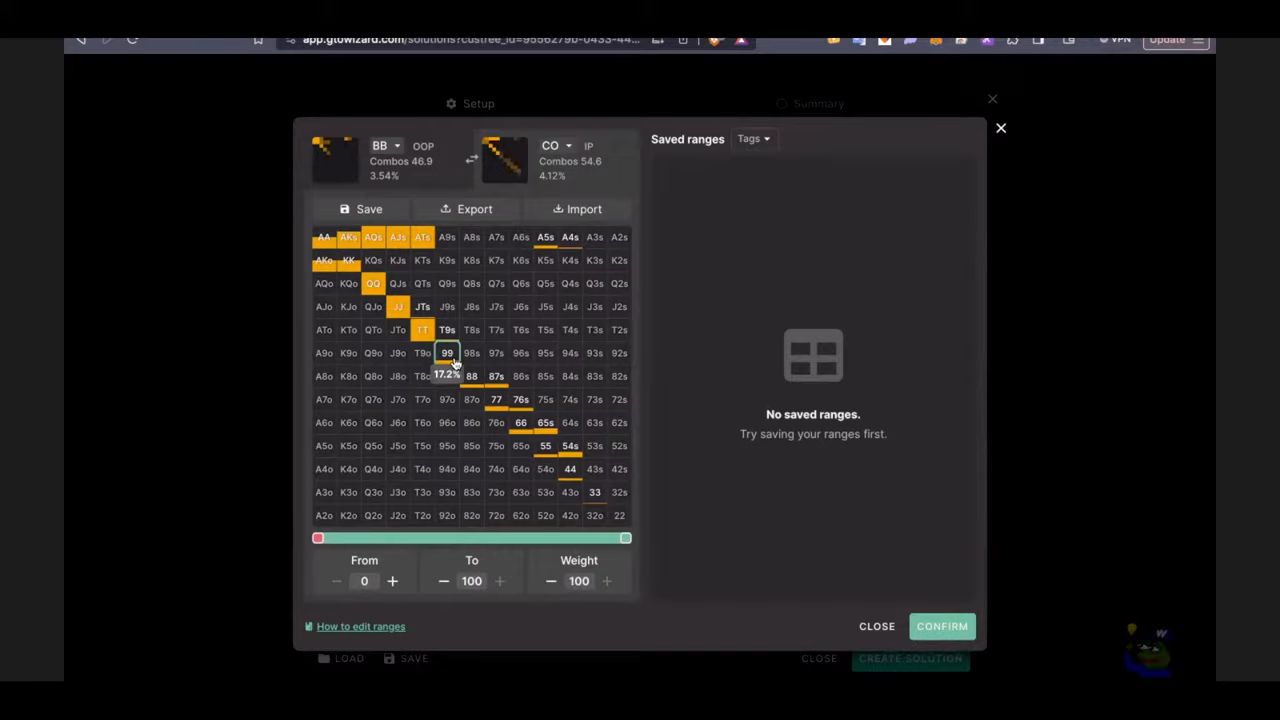 app.gtowizard.com/solutions?custree_id=9556279b-0433-44...
VPN
Update
Setup
Summary
BB OOP
Combos 46.9
3.54%
CO IP
Combos 54.6
4.12%
Saved ranges Tags
Save Export Import
AA AKs AQs AJs ATs A9s A8s A7s A6s A5s A4s A3s A2s
AKo KK KQs KJs KTs K9s K8s K7s K6s K5s K4s K3s K2s
AQo KQo QQ QJs QTs Q9s Q8s Q7s Q6s Q5s Q4s Q3s Q2s
AJo KJo QJo JJ JTs J9s J8s J7s J6s J5s J4s J3s J2s
ATo KTo QTo JTo TT T9s T8s T7s T6s T5s T4s T3s T2s
A9o K9o Q9o J9o T9o 99 98s 97s 96s 95s 94s 93s 92s
A8o K8o Q8o J8o T8o 88 87s 86s 85s 84s 83s 82s
17.2%
A7o K7o Q7o J7o T7o 97o 87o 77 76s 75s 74s 73s 72s
A6o K6o Q6o J6o T6o 96o 86o 76o 66 65s 64s 63s 62s
A5o K5o Q5o J5o T5o 95o 85o 75o 65o 55 54s 53s 52s
A4o K4o Q4o J4o T4o 94o 84o 74o 64o 54o 44 43s 42s
A3o K3o Q3o J3o T3o 93o 83o 73o 63o 53o 43o 33 32s
A2o K2o Q2o J2o T2o 92o 82o 72o 62o 52o 42o 32o 22
No saved ranges.
Try saving your ranges first.
From To Weight
0 100 100
How to edit ranges
CLOSE CONFIRM
LOAD SAVE CLOSE CREATE SOLUTION
W